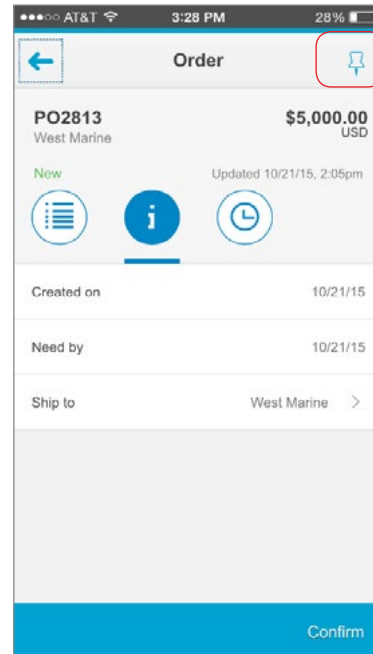 AT&T 3:28 PM 28%
Order
PO2813 $5,000.00
West Marine USD
New Updated 10/21/15, 2:05pm
i
Created on 10/21/15
Need by 10/21/15
Ship to West Marine >
Confirm